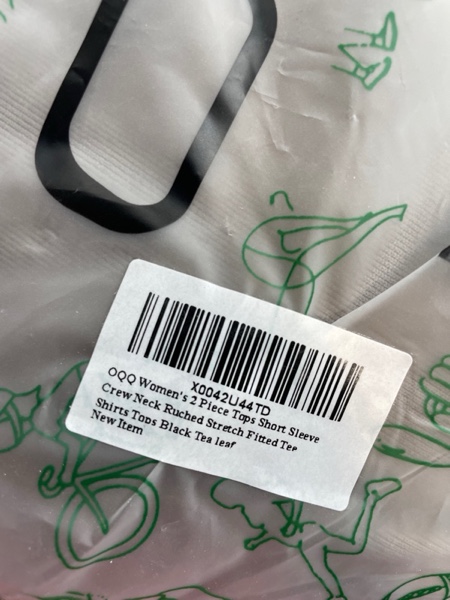 X0042U44TD
OQQ Women's 2 Piece Tops Short Sleeve
Crew Neck Ruched Stretch Fitted Tee
Shirts Tops Black Tea leaf
New Item